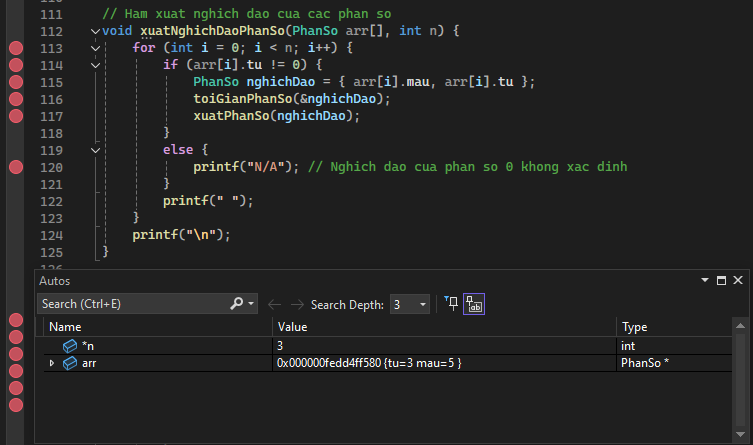 111 // Ham xuat nghich dao cua cac phan so
112 void xuatNghichDaoPhanSo(PhanSo arr[], int n) {
113 for (int i = 0; i < n; i++) {
114 if (arr[i].tu != 0) {
115 PhanSo nghichDao = { arr[i].mau, arr[i].tu };
116 toiGianPhanSo(&nghichDao);
117 xuatPhanSo(nghichDao);
118 }
119 else {
120 printf("N/A"); // Nghich dao cua phan so 0 khong xac dinh
121 }
122 printf(" ");
123 }
124 printf("\n");
125 }
Autos
Search (Ctrl+E) Search Depth: 3
Name Value Type
*n 3 int
arr 0x000000fedd4ff580 {tu=3 mau=5 } PhanSo *